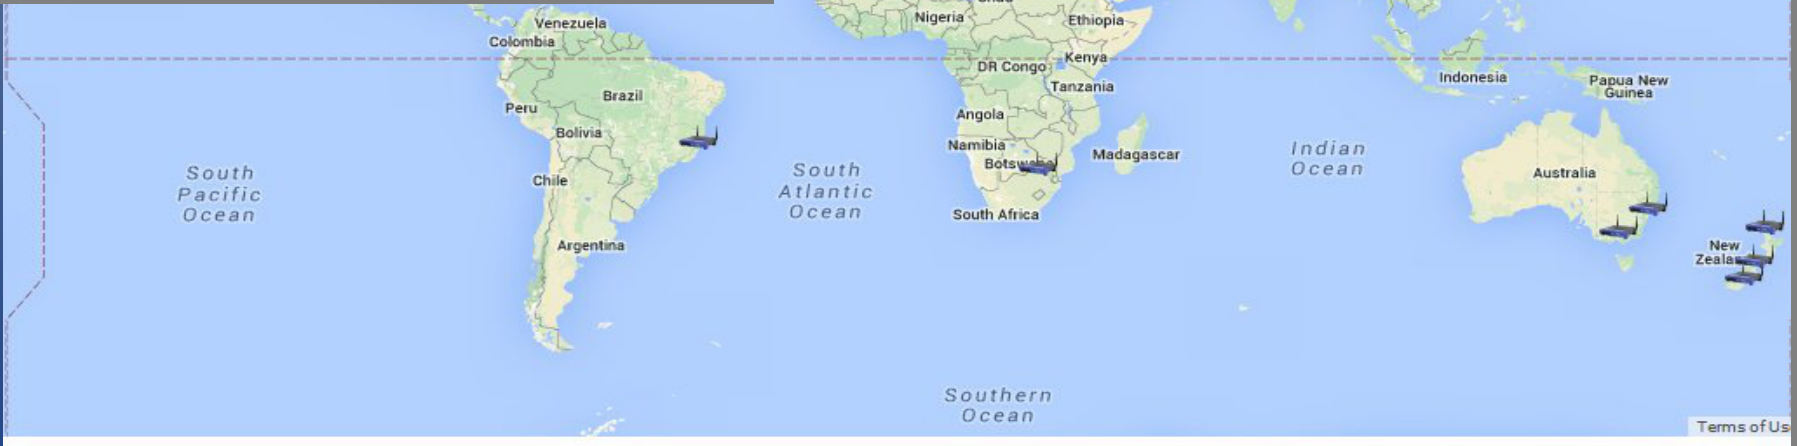 Venezuela
Colombia
Brazil
Peru
Bolivia
Chile
Argentina
South
Pacific
Ocean
South
Atlantic
Ocean
Nigeria
Ethiopia
DR Congo
Kenya
Tanzania
Angola
Namibia
Madagascar
South Africa
Indian
Ocean
Indonesia
Papua New
Guinea
Australia
New
Southern
Ocean
Terms of